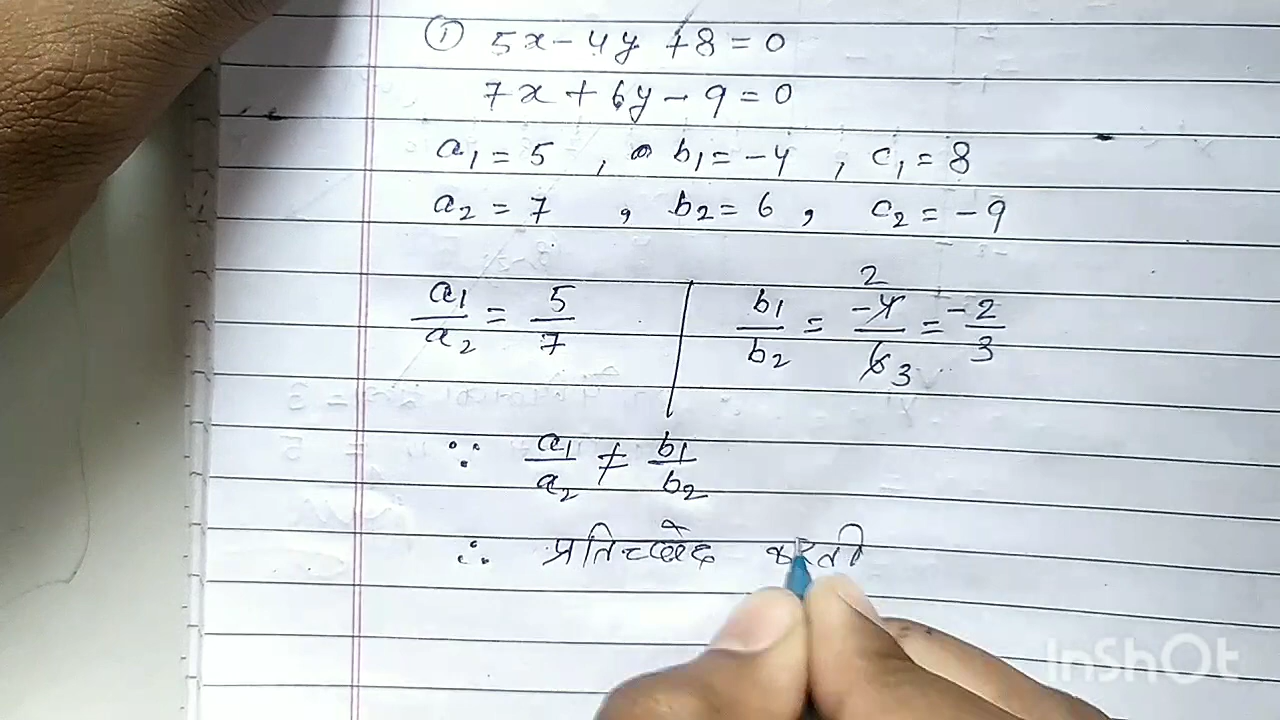 ① 5x - 4y + 8 = 0
7x + 6y - 9 = 0
a₁ = 5 , b₁ = -4 , c₁ = 8
a₂ = 7 , b₂ = 6 , c₂ = -9
a₁/a₂ = 5/7 | b₁/b₂ = -4/6 = -2/3
2
3
∵ a₁/a₂ ≠ b₁/b₂
∴ प्रतिच्छेद करती
InShOt